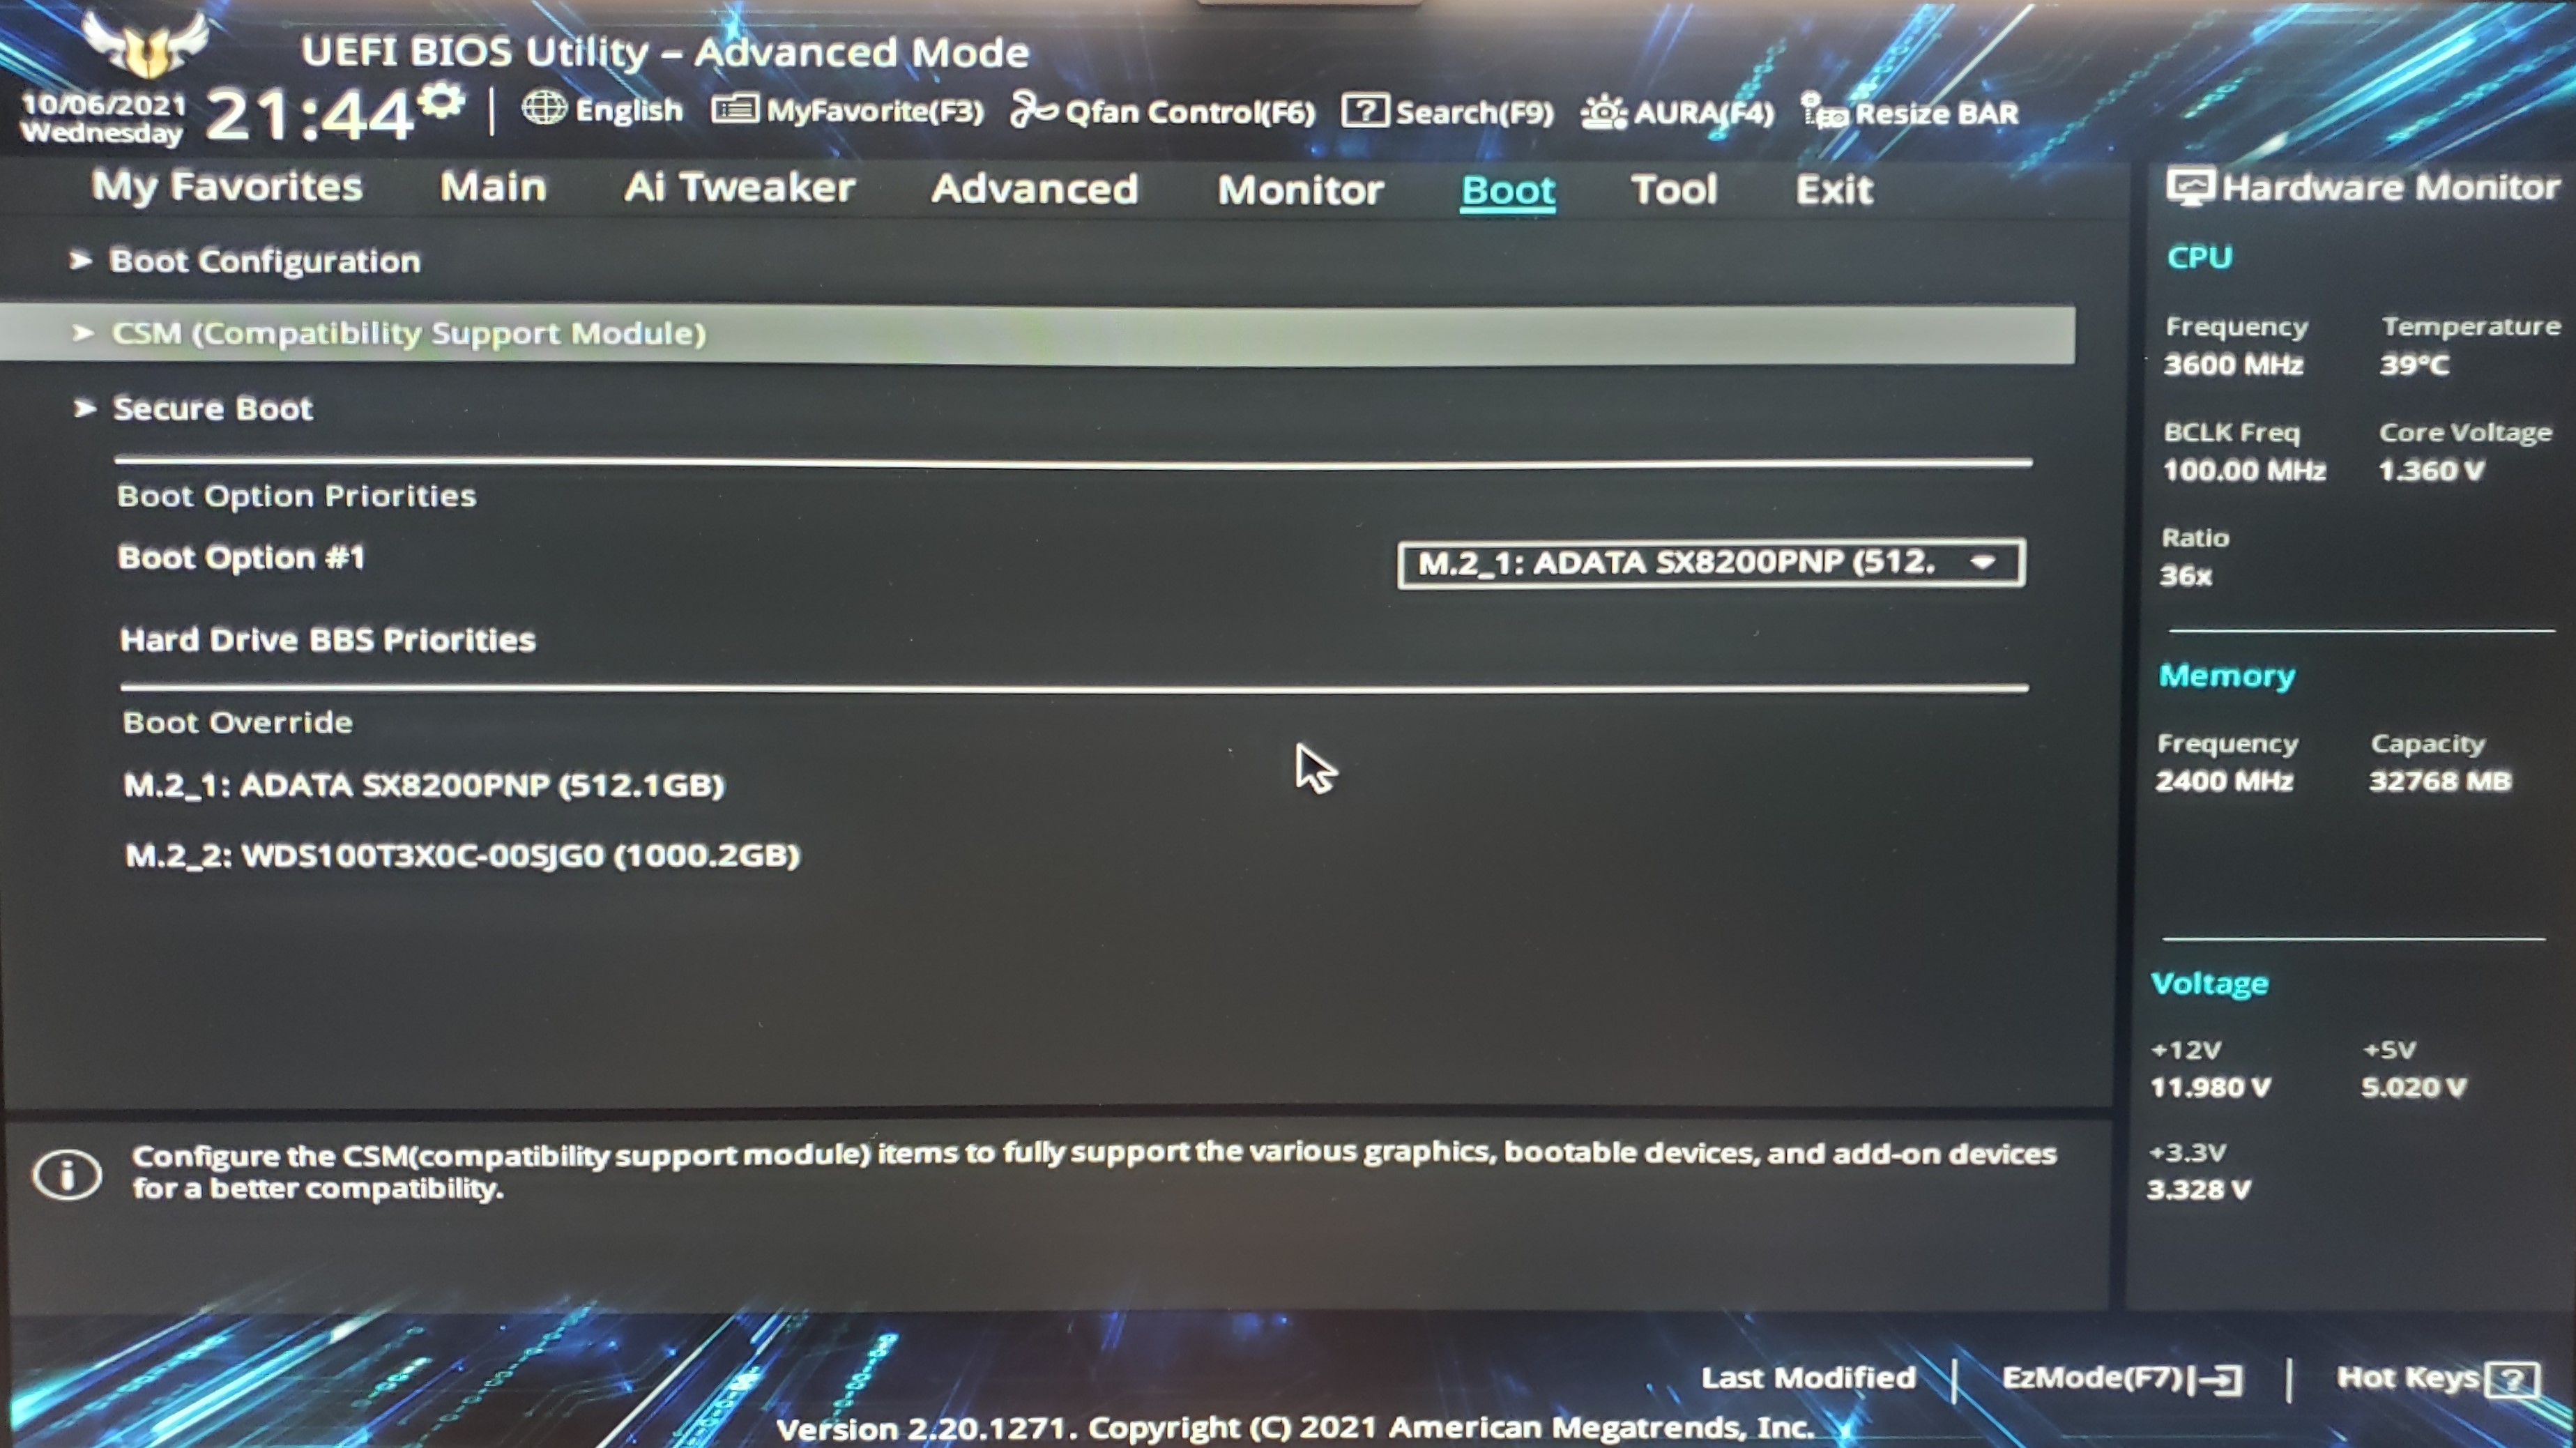 UEFI BIOS Utility – Advanced Mode
10/06/2021
Wednesday
21:44
English
MyFavorite(F3)
Qfan Control(F6)
Search(F9)
AURA(F4)
Resize BAR
My Favorites
Main
Ai Tweaker
Advanced
Monitor
Boot
Tool
Exit
Boot Configuration
CSM (Compatibility Support Module)
Secure Boot
Boot Option Priorities
Boot Option #1
M.2_1: ADATA SX8200PNP (512.
Hard Drive BBS Priorities
Boot Override
M.2_1: ADATA SX8200PNP (512.1GB)
M.2_2: WDS100T3X0C-00SJG0 (1000.2GB)
Configure the CSM(compatibility support module) items to fully support the various graphics, bootable devices, and add-on devices
for a better compatibility.
Hardware Monitor
CPU
Frequency Temperature
3600 MHz 39°C
BCLK Freq Core Voltage
100.00 MHz 1.360 V
Ratio
36x
Memory
Frequency Capacity
2400 MHz 32768 MB
Voltage
+12V +5V
11.980 V 5.020 V
+3.3V
3.328 V
Last Modified
EzMode(F7)
Hot Keys ?
Version 2.20.1271. Copyright (C) 2021 American Megatrends, Inc.